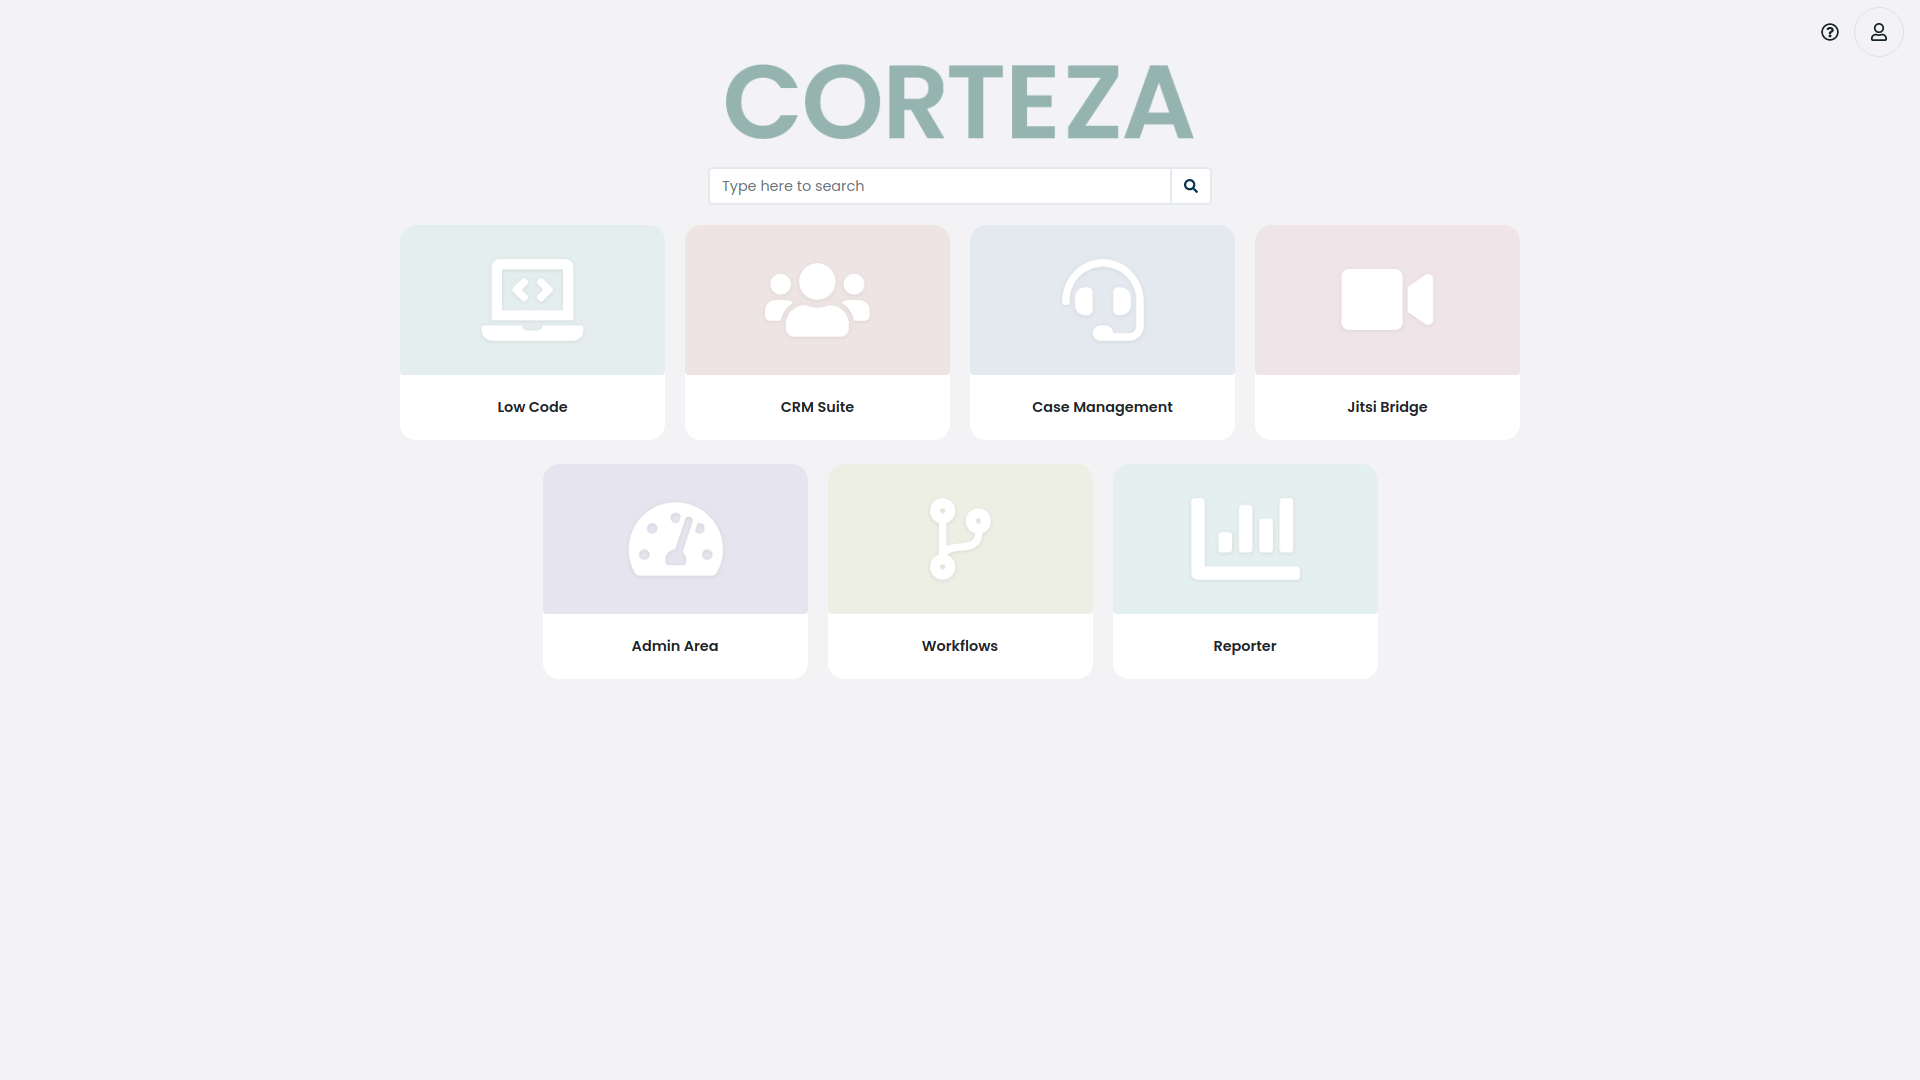 CORTEZA
Type here to search
Low Code
CRM Suite
Case Management
Jitsi Bridge
Admin Area
Workflows
Reporter